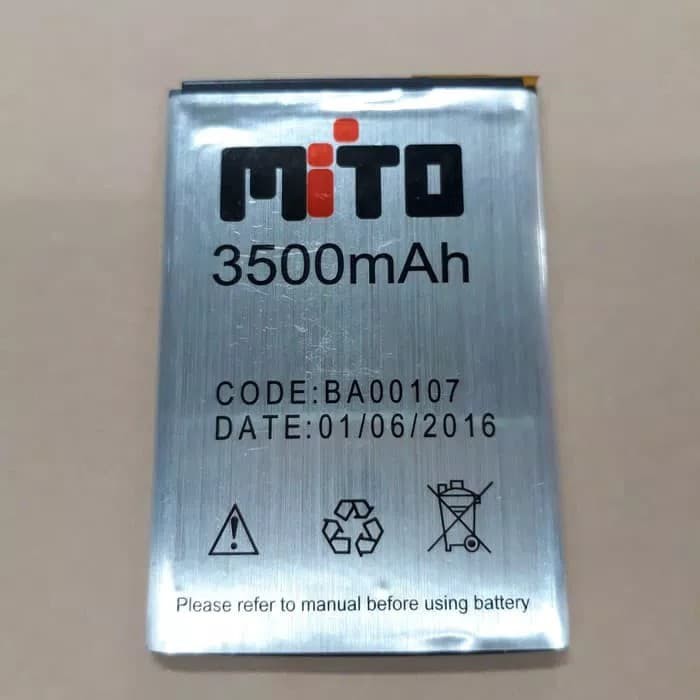 MiTO
3500mAh
CODE:BA00107
DATE:01/06/2016
Please refer to manual before using battery